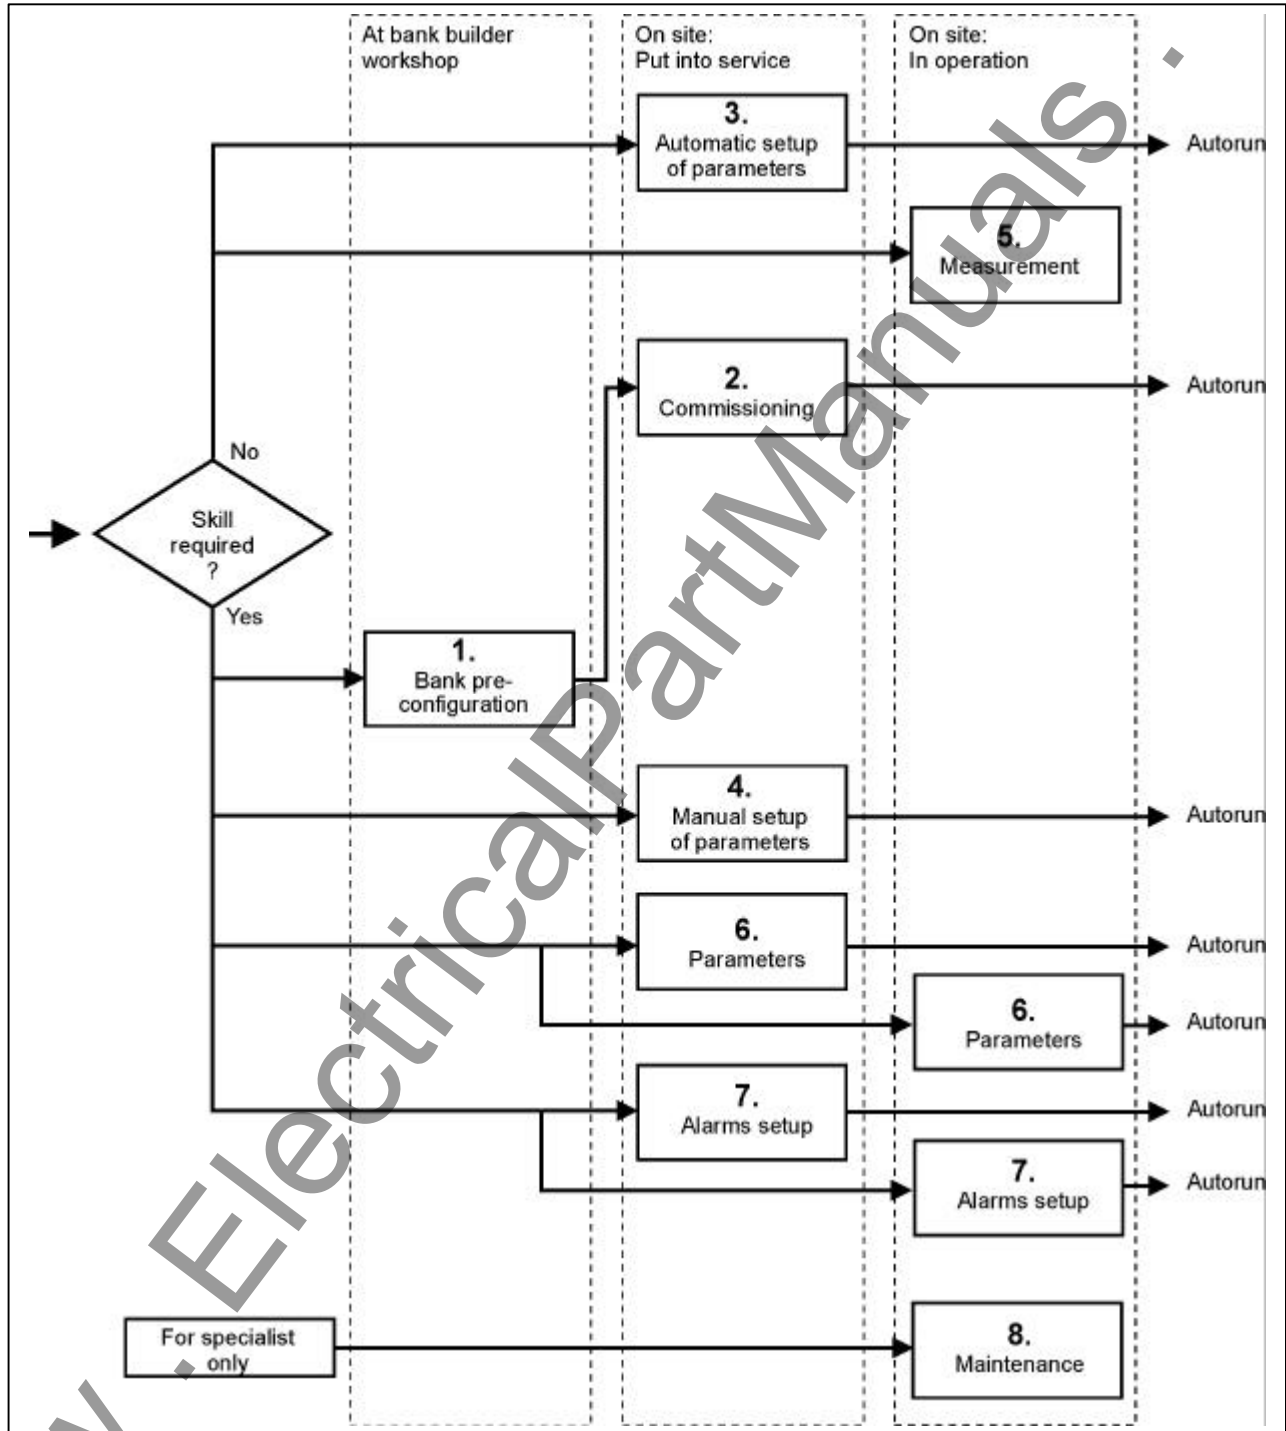 At bank builder
workshop
On site:
Put into service
On site:
In operation
3.
Automatic setup
of parameters
Autorun
5.
Measurement
2.
Commissioning
Autorun
No
Skill
required
?
Yes
1.
Bank pre-
configuration
4.
Manual setup
of parameters
Autorun
6.
Parameters
Autorun
6.
Parameters
Autorun
7.
Alarms setup
Autorun
7.
Alarms setup
Autorun
For specialist
only
8.
Maintenance
. ElectricalPartManuals .